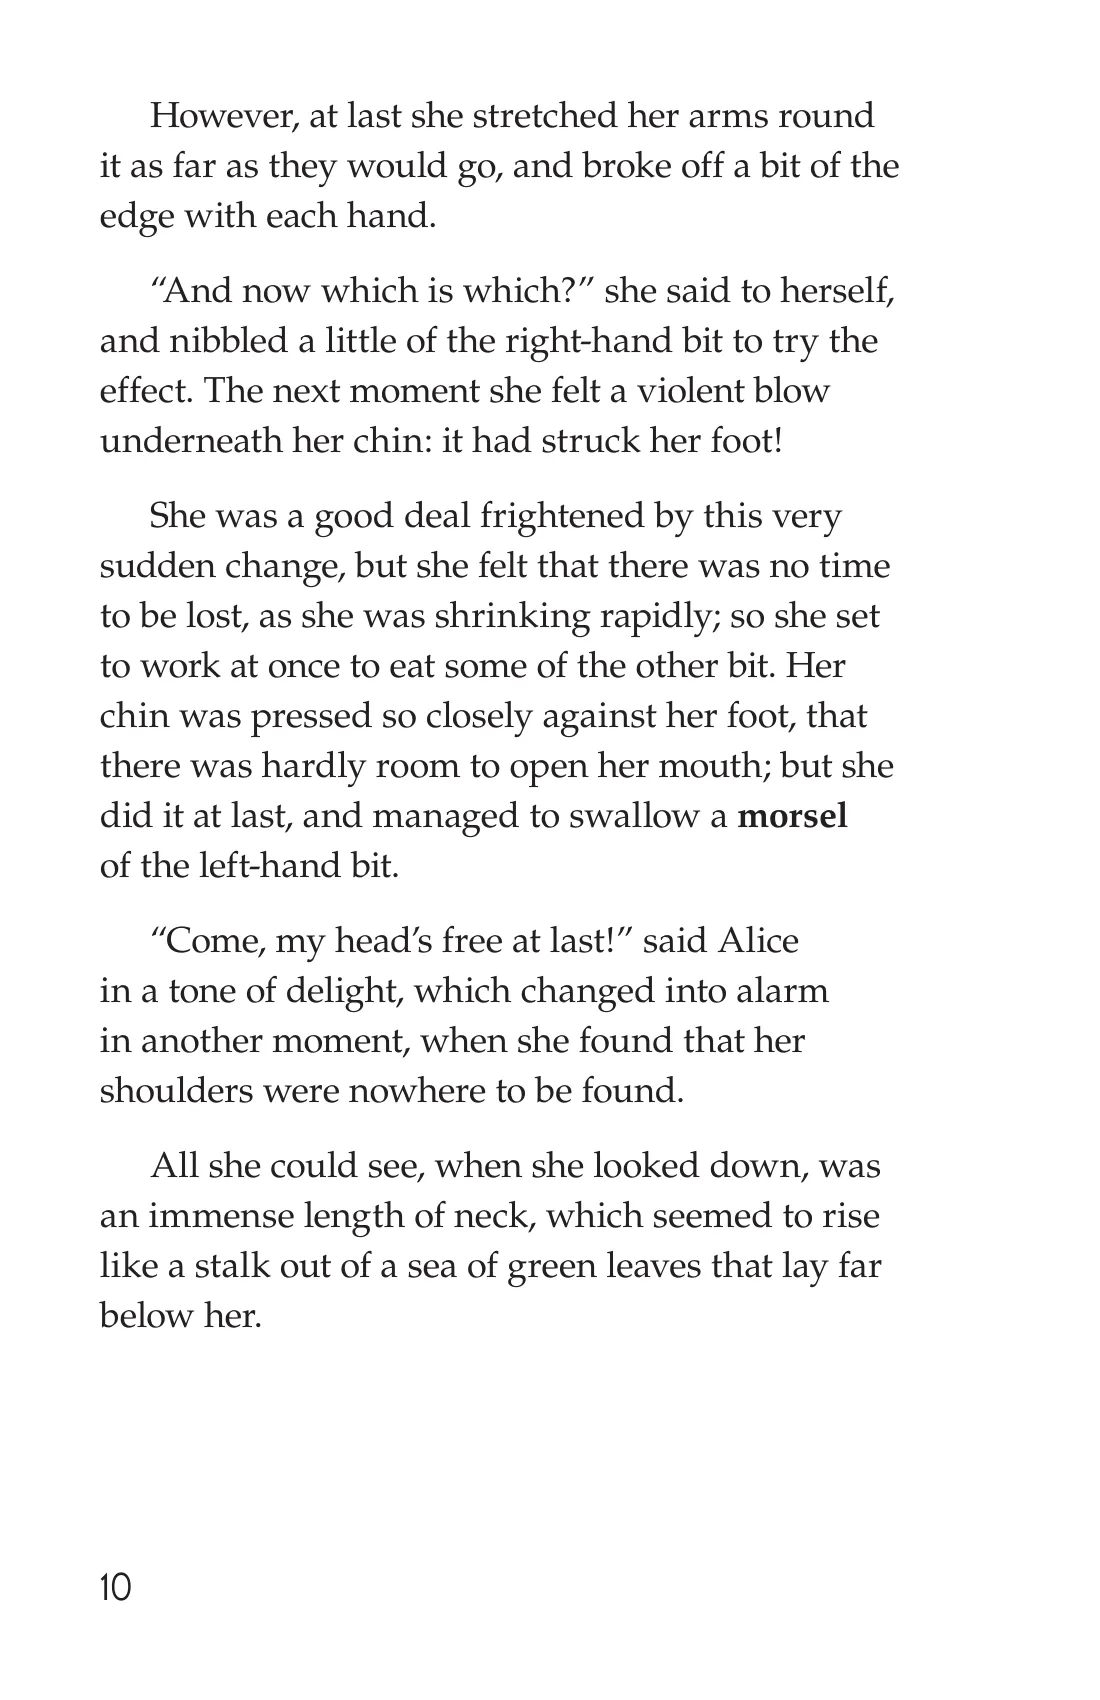 However, at last she stretched her arms round
it as far as they would go, and broke off a bit of the
edge with each hand.
“And now which is which?” she said to herself,
and nibbled a little of the right-hand bit to try the
effect. The next moment she felt a violent blow
underneath her chin: it had struck her foot!
She was a good deal frightened by this very
sudden change, but she felt that there was no time
to be lost, as she was shrinking rapidly; so she set
to work at once to eat some of the other bit. Her
chin was pressed so closely against her foot, that
there was hardly room to open her mouth; but she
did it at last, and managed to swallow a morsel
of the left-hand bit.
“Come, my head’s free at last!” said Alice
in a tone of delight, which changed into alarm
in another moment, when she found that her
shoulders were nowhere to be found.
All she could see, when she looked down, was
an immense length of neck, which seemed to rise
like a stalk out of a sea of green leaves that lay far
below her.
10